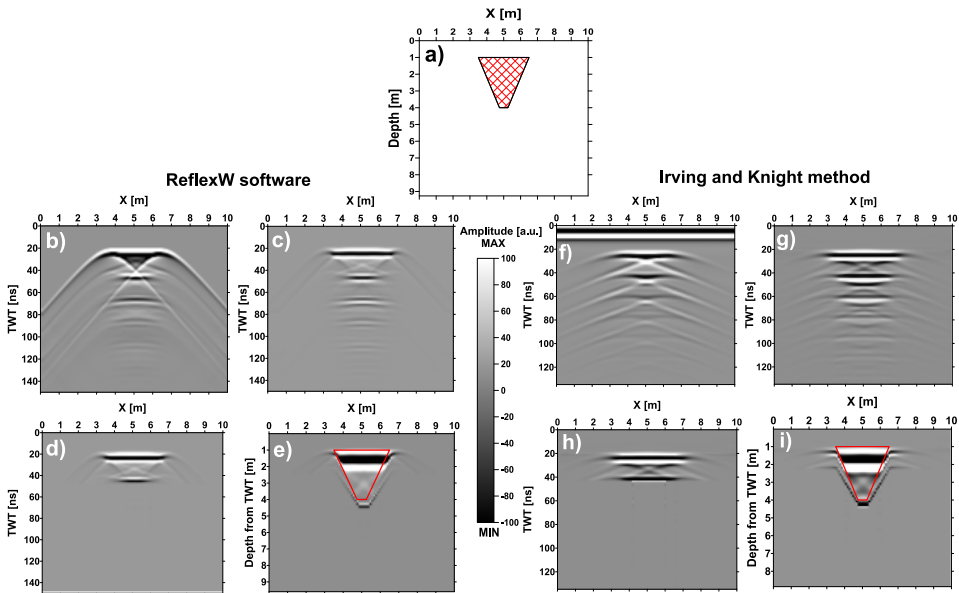 X [m]
0 1 2 3 4 5 6 7 8 9 10
a)
Depth [m]
0
1
2
3
4
5
6
7
8
9
ReflexW software
Irving and Knight method
X [m]
0 1 2 3 4 5 6 7 8 9 10
b)
TWT [ns]
0
20
40
60
80
100
120
140
X [m]
0 1 2 3 4 5 6 7 8 9 10
c)
TWT [ns]
0
20
40
60
80
100
120
140
Amplitude [a.u.]
MAX
100
80
60
40
20
0
-20
-40
-60
-80
-100
MIN
X [m]
0 1 2 3 4 5 6 7 8 9 10
f)
TWT [ns]
0
20
40
60
80
100
120
X [m]
0 1 2 3 4 5 6 7 8 9 10
g)
TWT [ns]
0
20
40
60
80
100
120
X [m]
0 1 2 3 4 5 6 7 8 9 10
d)
TWT [ns]
0
20
40
60
80
100
120
140
X [m]
0 1 2 3 4 5 6 7 8 9 10
e)
Depth from TWT [m]
0
1
2
3
4
5
6
7
8
9
X [m]
0 1 2 3 4 5 6 7 8 9 10
h)
TWT [ns]
0
20
40
60
80
100
120
X [m]
0 1 2 3 4 5 6 7 8 9 10
i)
Depth from TWT [m]
0
1
2
3
4
5
6
7
8